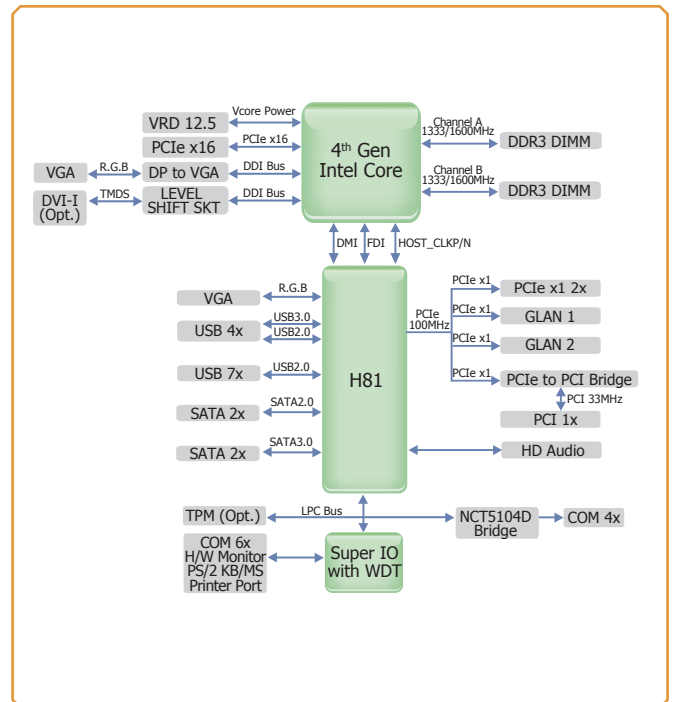 Vcore Power
VRD 12.5
PCIe x16
PCIe x16
VGA
R.G.B
DP to VGA
DDI Bus
DVI-I
(Opt.)
TMDS
LEVEL
SHIFT SKT
DDI Bus
4th Gen
Intel Core
Channel A
1333/1600MHz
DDR3 DIMM
Channel B
1333/1600MHz
DDR3 DIMM
DMI
FDI
HOST_CLKP/N
VGA
R.G.B
USB 4x
USB3.0
USB2.0
USB 7x
USB2.0
SATA 2x
SATA2.0
SATA 2x
SATA3.0
H81
PCIe
100MHz
PCIe x1
PCIe x1 2x
PCIe x1
GLAN 1
PCIe x1
GLAN 2
PCIe x1
PCIe to PCI Bridge
PCI 33MHz
PCI 1x
HD Audio
TPM (Opt.)
LPC Bus
NCT5104D
Bridge
COM 4x
COM 6x
H/W Monitor
PS/2 KB/MS
Printer Port
Super IO
with WDT